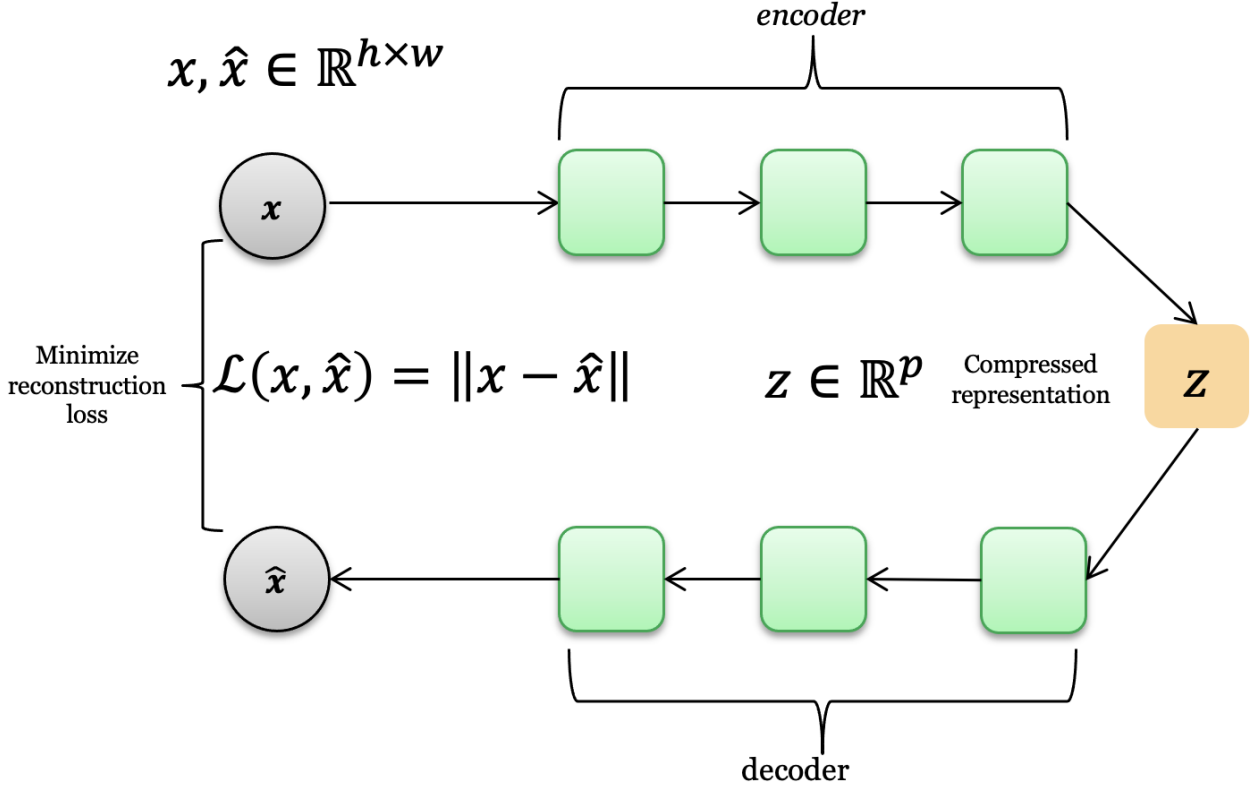 encoder
x, x̂ ∈ ℝ^{h×w}
x
Minimize
reconstruction
loss
ℒ(x, x̂) = ‖x − x̂‖
z ∈ ℝ^p
Compressed
representation
z
x̂
decoder